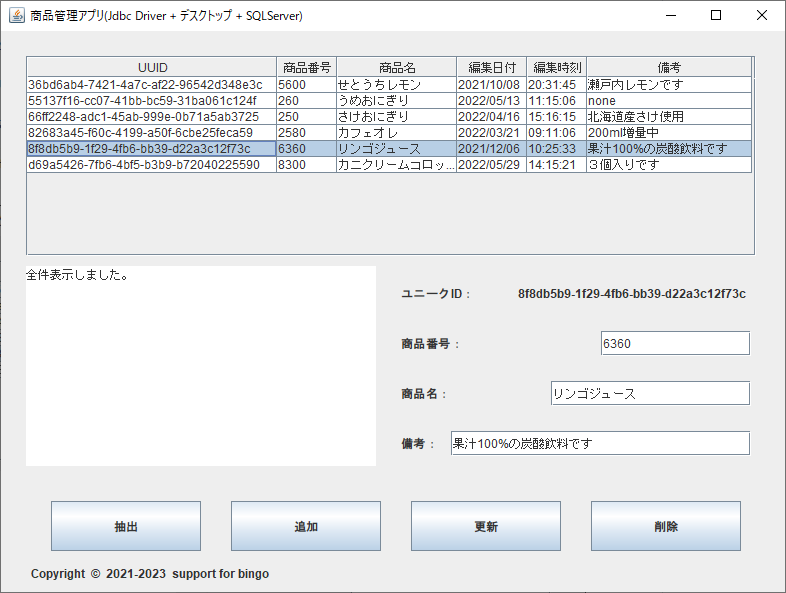 商品管理アプリ(Jdbc Driver + デスクトップ + SQLServer)
UUID 商品番号 商品名 編集日付 編集時刻 備考
36bd6ab4-7421-4a7c-af22-96542d348e3c 5600 せとうちレモン 2021/10/08 20:31:45 瀬戸内レモンです
55137f16-cc07-41bb-bc59-31ba061c124f 260 うめおにぎり 2022/05/13 11:15:06 none
66ff2248-adc1-45ab-999e-0b71a5ab3725 250 さけおにぎり 2022/04/16 15:16:15 北海道産さけ使用
82683a45-f60c-4199-a50f-6cbe25feca59 2580 カフェオレ 2022/03/21 09:11:06 200ml増量中
8f8db5b9-1f29-4fb6-bb39-d22a3c12f73c 6360 リンゴジュース 2021/12/06 10:25:33 果汁100%の炭酸飲料です
d69a5426-7fb6-4bf5-b3b9-b72040225590 8300 カニクリームコロッ... 2022/05/29 14:15:21 3個入りです
全件表示しました。
ユニークID : 8f8db5b9-1f29-4fb6-bb39-d22a3c12f73c
商品番号 : 6360
商品名 : リンゴジュース
備考 : 果汁100%の炭酸飲料です
抽出 追加 更新 削除
Copyright © 2021-2023 support for bingo